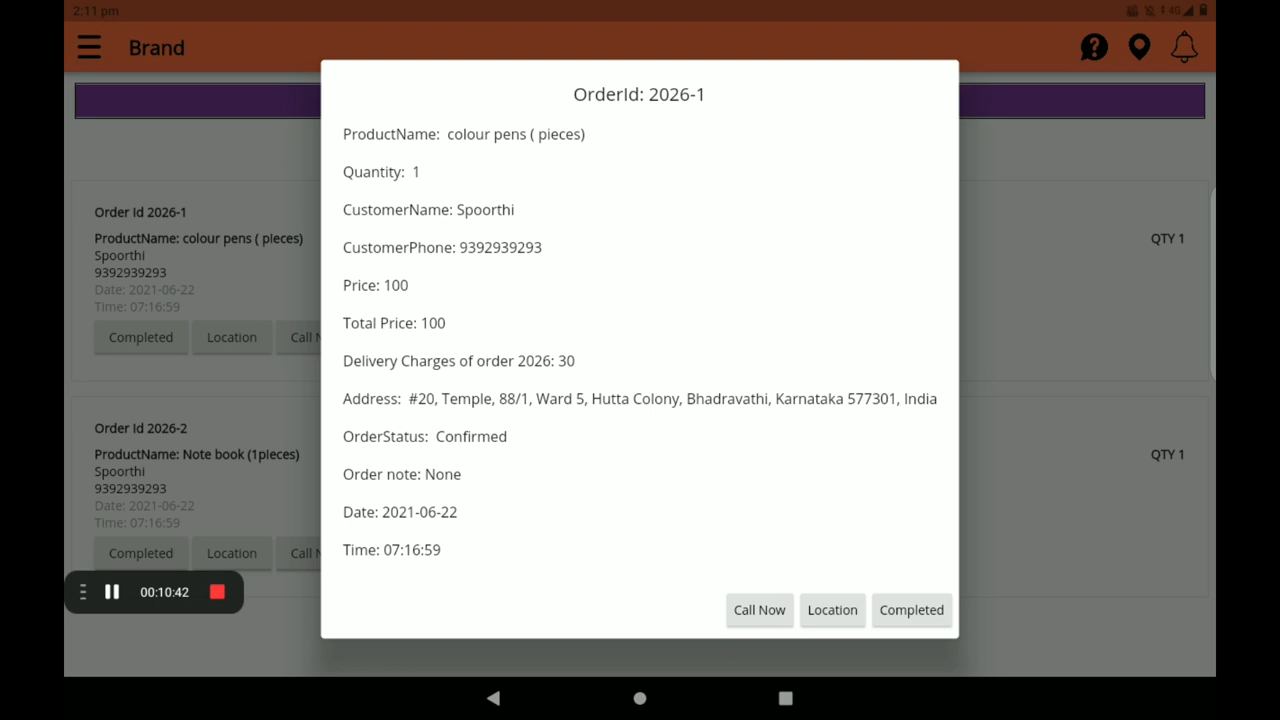 2:11 pm
4G
Brand
OrderId: 2026-1
ProductName: colour pens ( pieces)
Quantity: 1
CustomerName: Spoorthi
CustomerPhone: 9392939293
Price: 100
Total Price: 100
Delivery Charges of order 2026: 30
Address: #20, Temple, 88/1, Ward 5, Hutta Colony, Bhadravathi, Karnataka 577301, India
OrderStatus: Confirmed
Order note: None
Date: 2021-06-22
Time: 07:16:59
Call Now Location Completed
Order Id 2026-1
ProductName: colour pens ( pieces) QTY 1
Spoorthi
9392939293
Date: 2021-06-22
Time: 07:16:59
Completed Location Call N
Order Id 2026-2
ProductName: Note book (1pieces) QTY 1
Spoorthi
9392939293
Date: 2021-06-22
Time: 07:16:59
Completed Location Call N
00:10:42